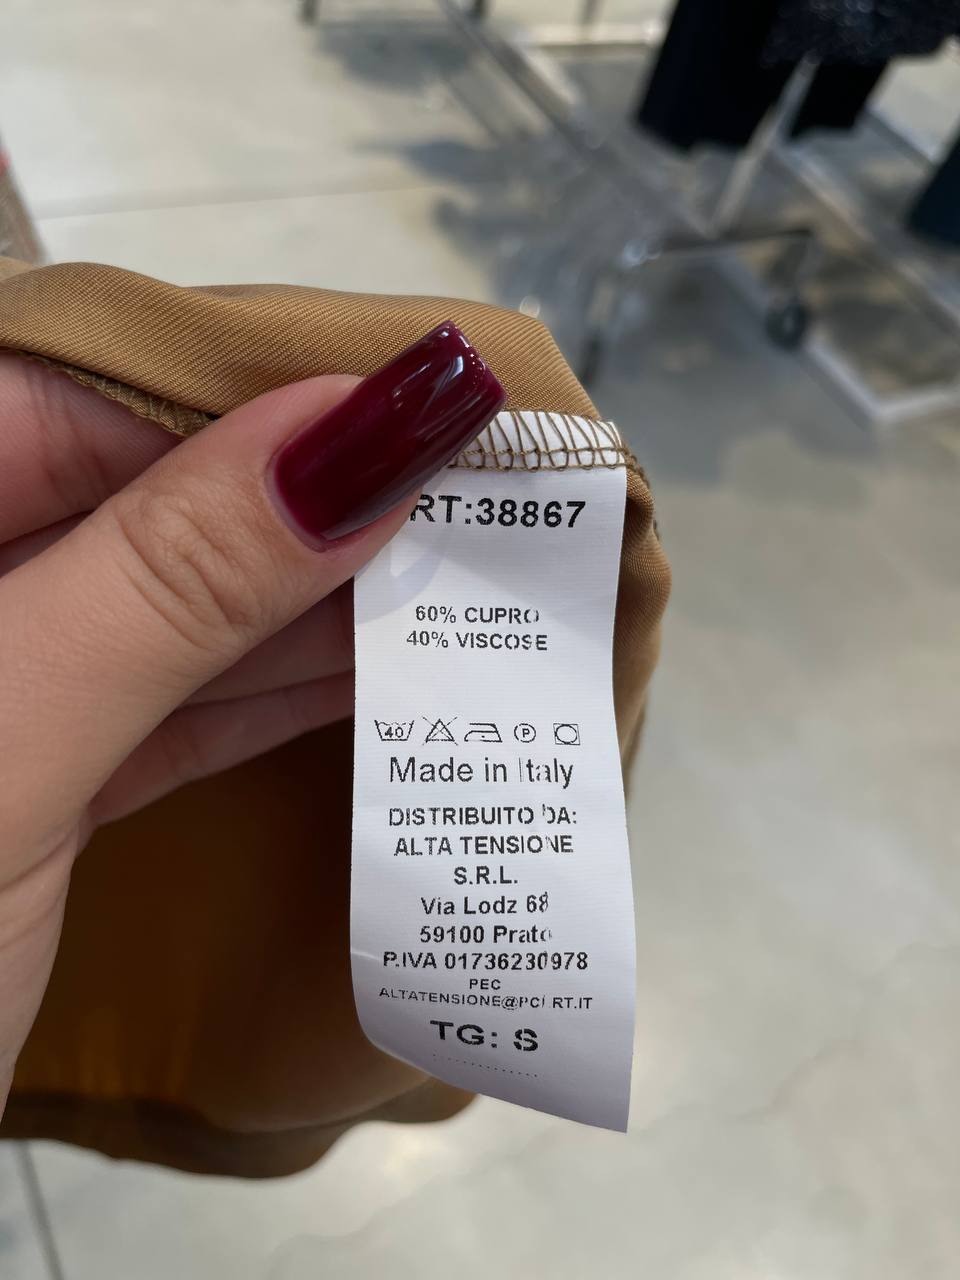 RT:38867
60% CUPRO
40% VISCOSE
40 P
Made in Italy
DISTRIBUITO DA:
ALTA TENSIONE
S.R.L.
Via Lodz 68
59100 Prato
P.IVA 01736230978
PEC
TG: S